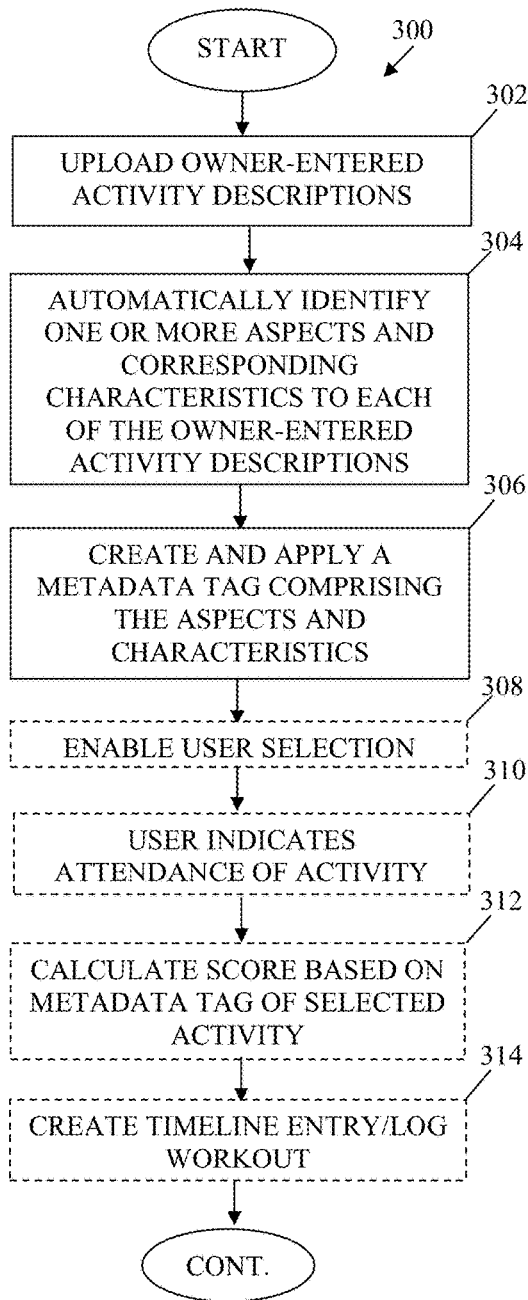 START
300
302
UPLOAD OWNER-ENTERED
ACTIVITY DESCRIPTIONS
304
AUTOMATICALLY IDENTIFY
ONE OR MORE ASPECTS AND
CORRESPONDING
CHARACTERISTICS TO EACH
OF THE OWNER-ENTERED
ACTIVITY DESCRIPTIONS
306
CREATE AND APPLY A
METADATA TAG COMPRISING
THE ASPECTS AND
CHARACTERISTICS
308
ENABLE USER SELECTION
310
USER INDICATES
ATTENDANCE OF ACTIVITY
312
CALCULATE SCORE BASED ON
METADATA TAG OF SELECTED
ACTIVITY
314
CREATE TIMELINE ENTRY/LOG
WORKOUT
CONT.